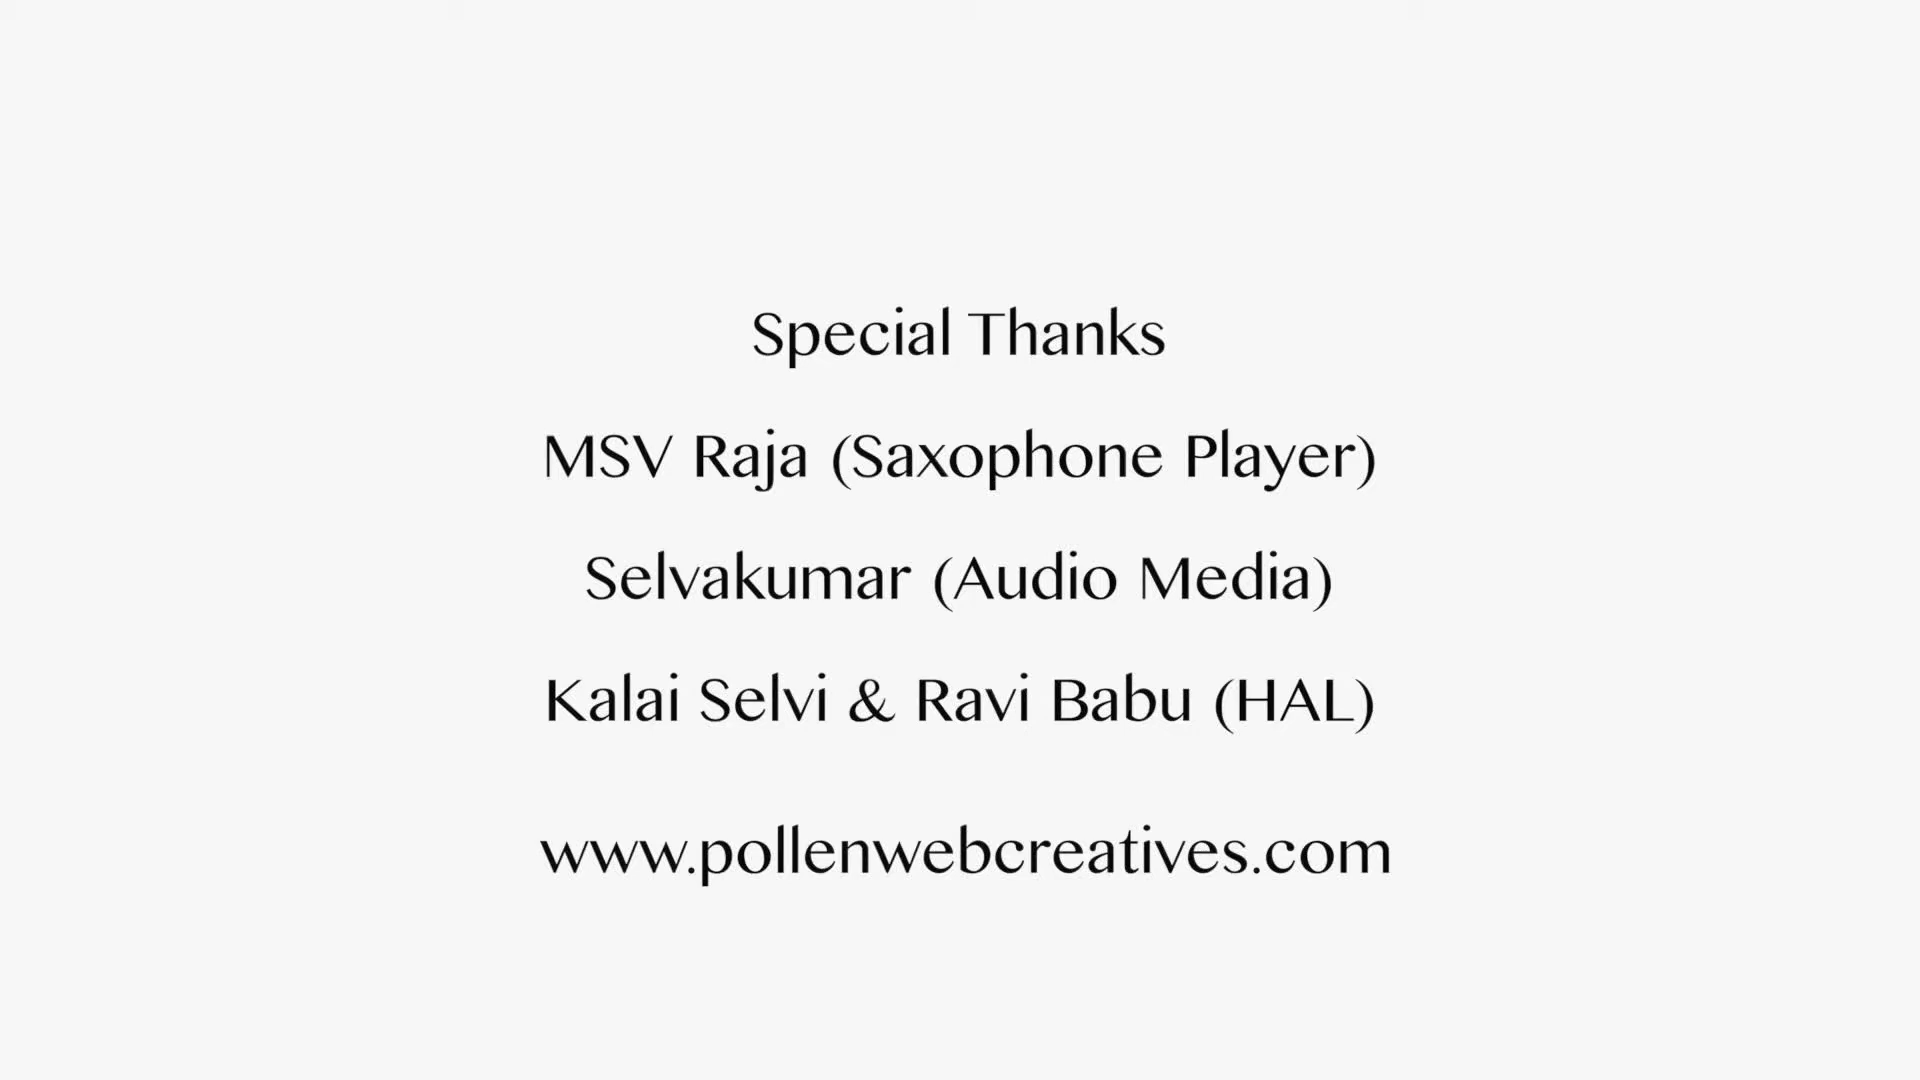 Special Thanks
MSV Raja (Saxophone Player)
Selvakumar (Audio Media)
Kalai Selvi & Ravi Babu (HAL)
www.pollenwebcreatives.com